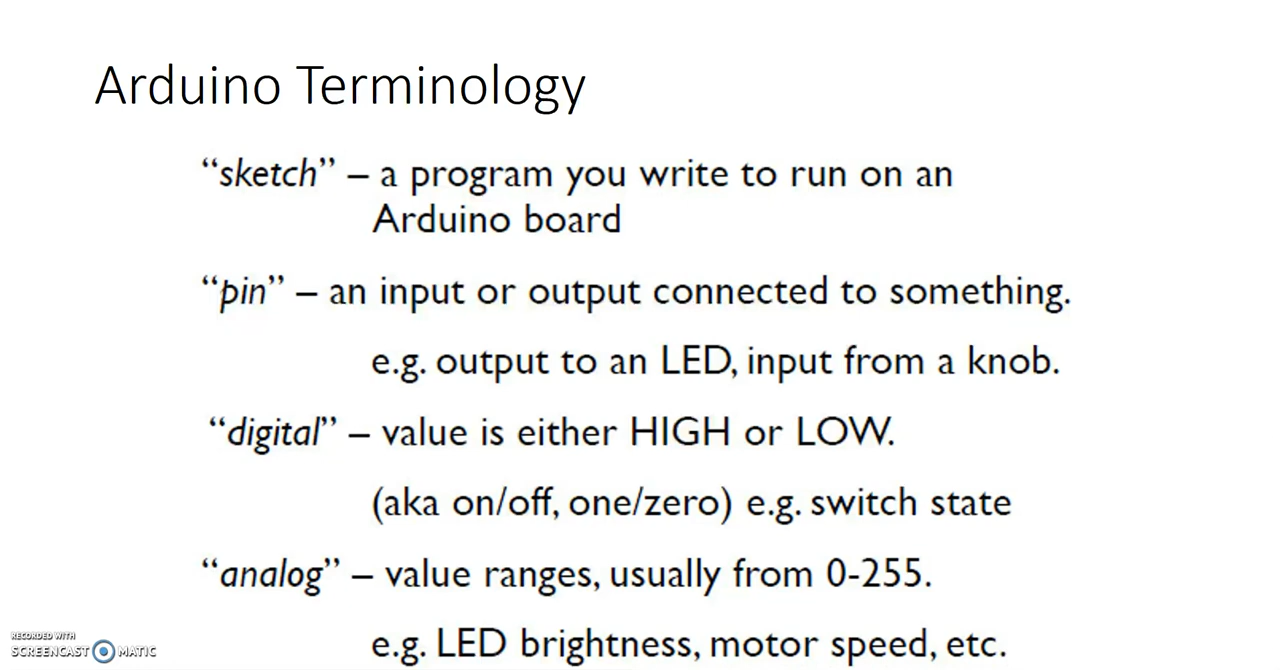 Arduino Terminology
“sketch” – a program you write to run on an
Arduino board
“pin” – an input or output connected to something.
e.g. output to an LED, input from a knob.
“digital” – value is either HIGH or LOW.
(aka on/off, one/zero) e.g. switch state
“analog” – value ranges, usually from 0-255.
e.g. LED brightness, motor speed, etc.
RECORDED WITH
SCREENCAST MATIC